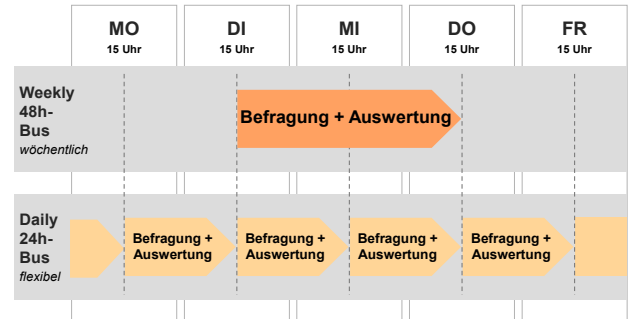 MO
15 Uhr
DI
15 Uhr
MI
15 Uhr
DO
15 Uhr
FR
15 Uhr
Weekly
48h-
Bus
wöchentlich
Befragung + Auswertung
Daily
24h-
Bus
flexibel
Befragung +
Auswertung
Befragung +
Auswertung
Befragung +
Auswertung
Befragung +
Auswertung